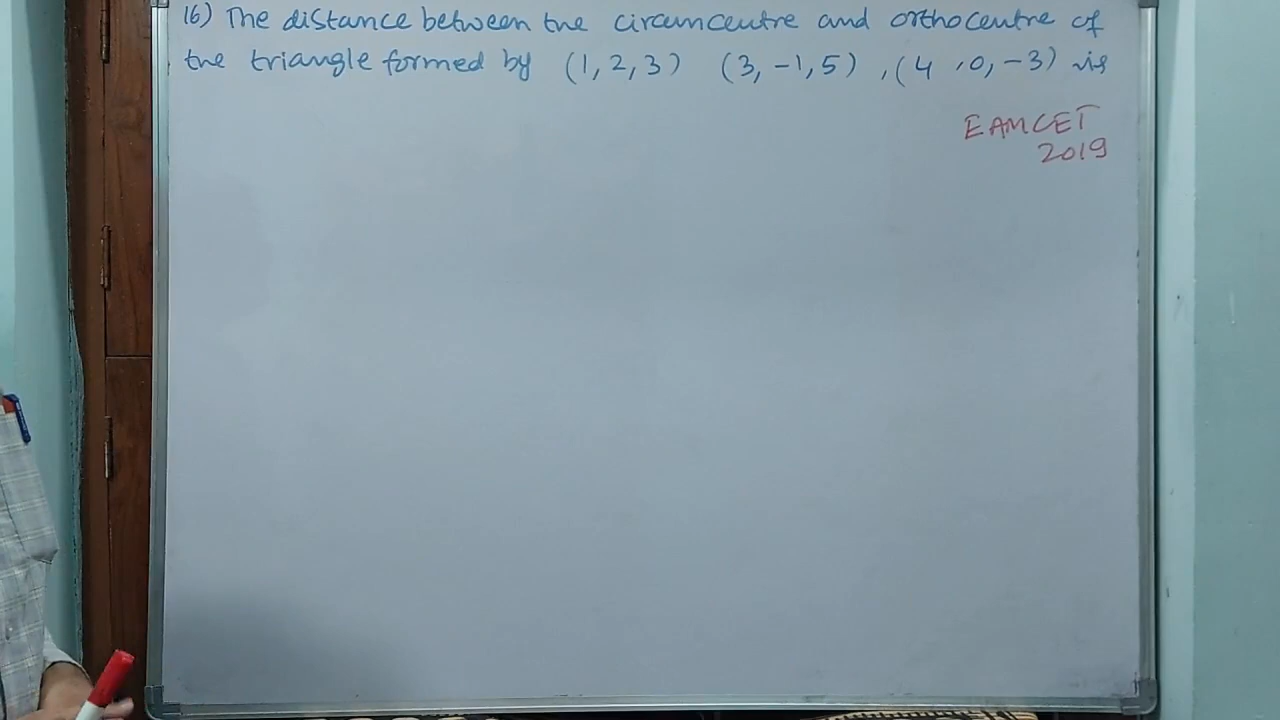 16) The distance between the circumcentre and orthocentre of
the triangle formed by (1, 2, 3) (3, -1, 5) , (4 , 0, -3) is
EAMCET
2019